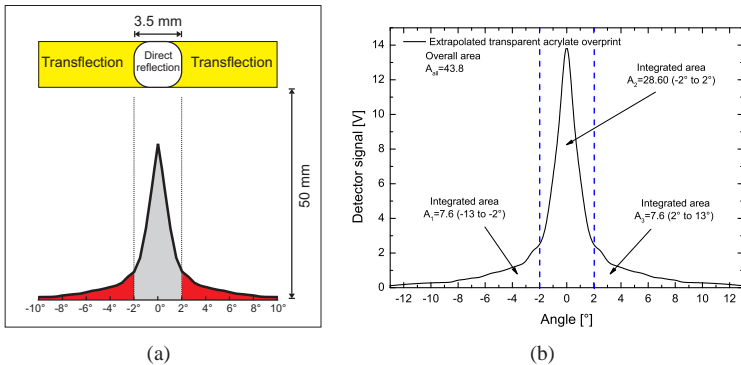 3.5 mm
Transflection
Direct
reflection
Transflection
50 mm
-10° -8° -6° -4° -2° 0° 2° 4° 6° 8° 10°
(a)
Extrapolated transparent acrylate overprint
Overall area
A_all=43.8
Integrated area
A_2=28.60 (-2° to 2°)
Integrated area
A_1=7.6 (-13 to -2°)
Integrated area
A_3=7.6 (2° to 13°)
Detector signal [V]
14
12
10
8
6
4
2
0
-12 -10 -8 -6 -4 -2 0 2 4 6 8 10 12
Angle [°]
(b)